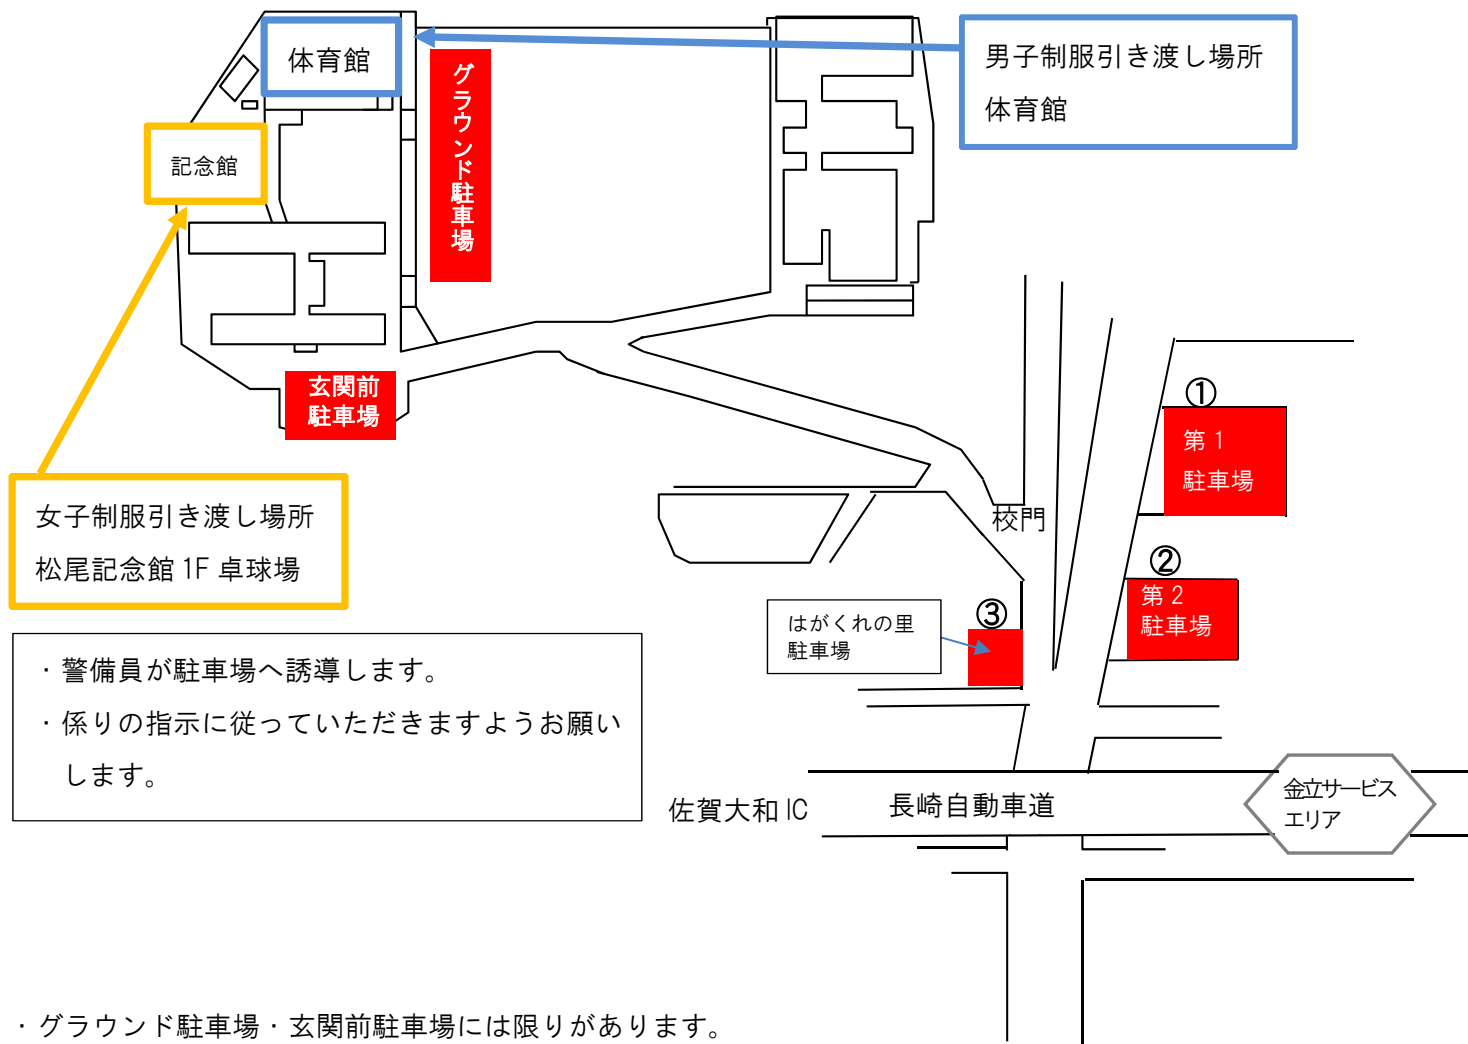 体育館
男子制服引き渡し場所
体育館
グラウンド駐車場
記念館
玄関前
駐車場
①
第1
駐車場
女子制服引き渡し場所
松尾記念館 1F 卓球場
校門
②
第2
駐車場
③
はがくれの里
駐車場
・警備員が駐車場へ誘導します。
・係りの指示に従っていただきますようお願い
します。
佐賀大和 IC
長崎自動車道
金立サービス
エリア
・グラウンド駐車場・玄関前駐車場には限りがあります。